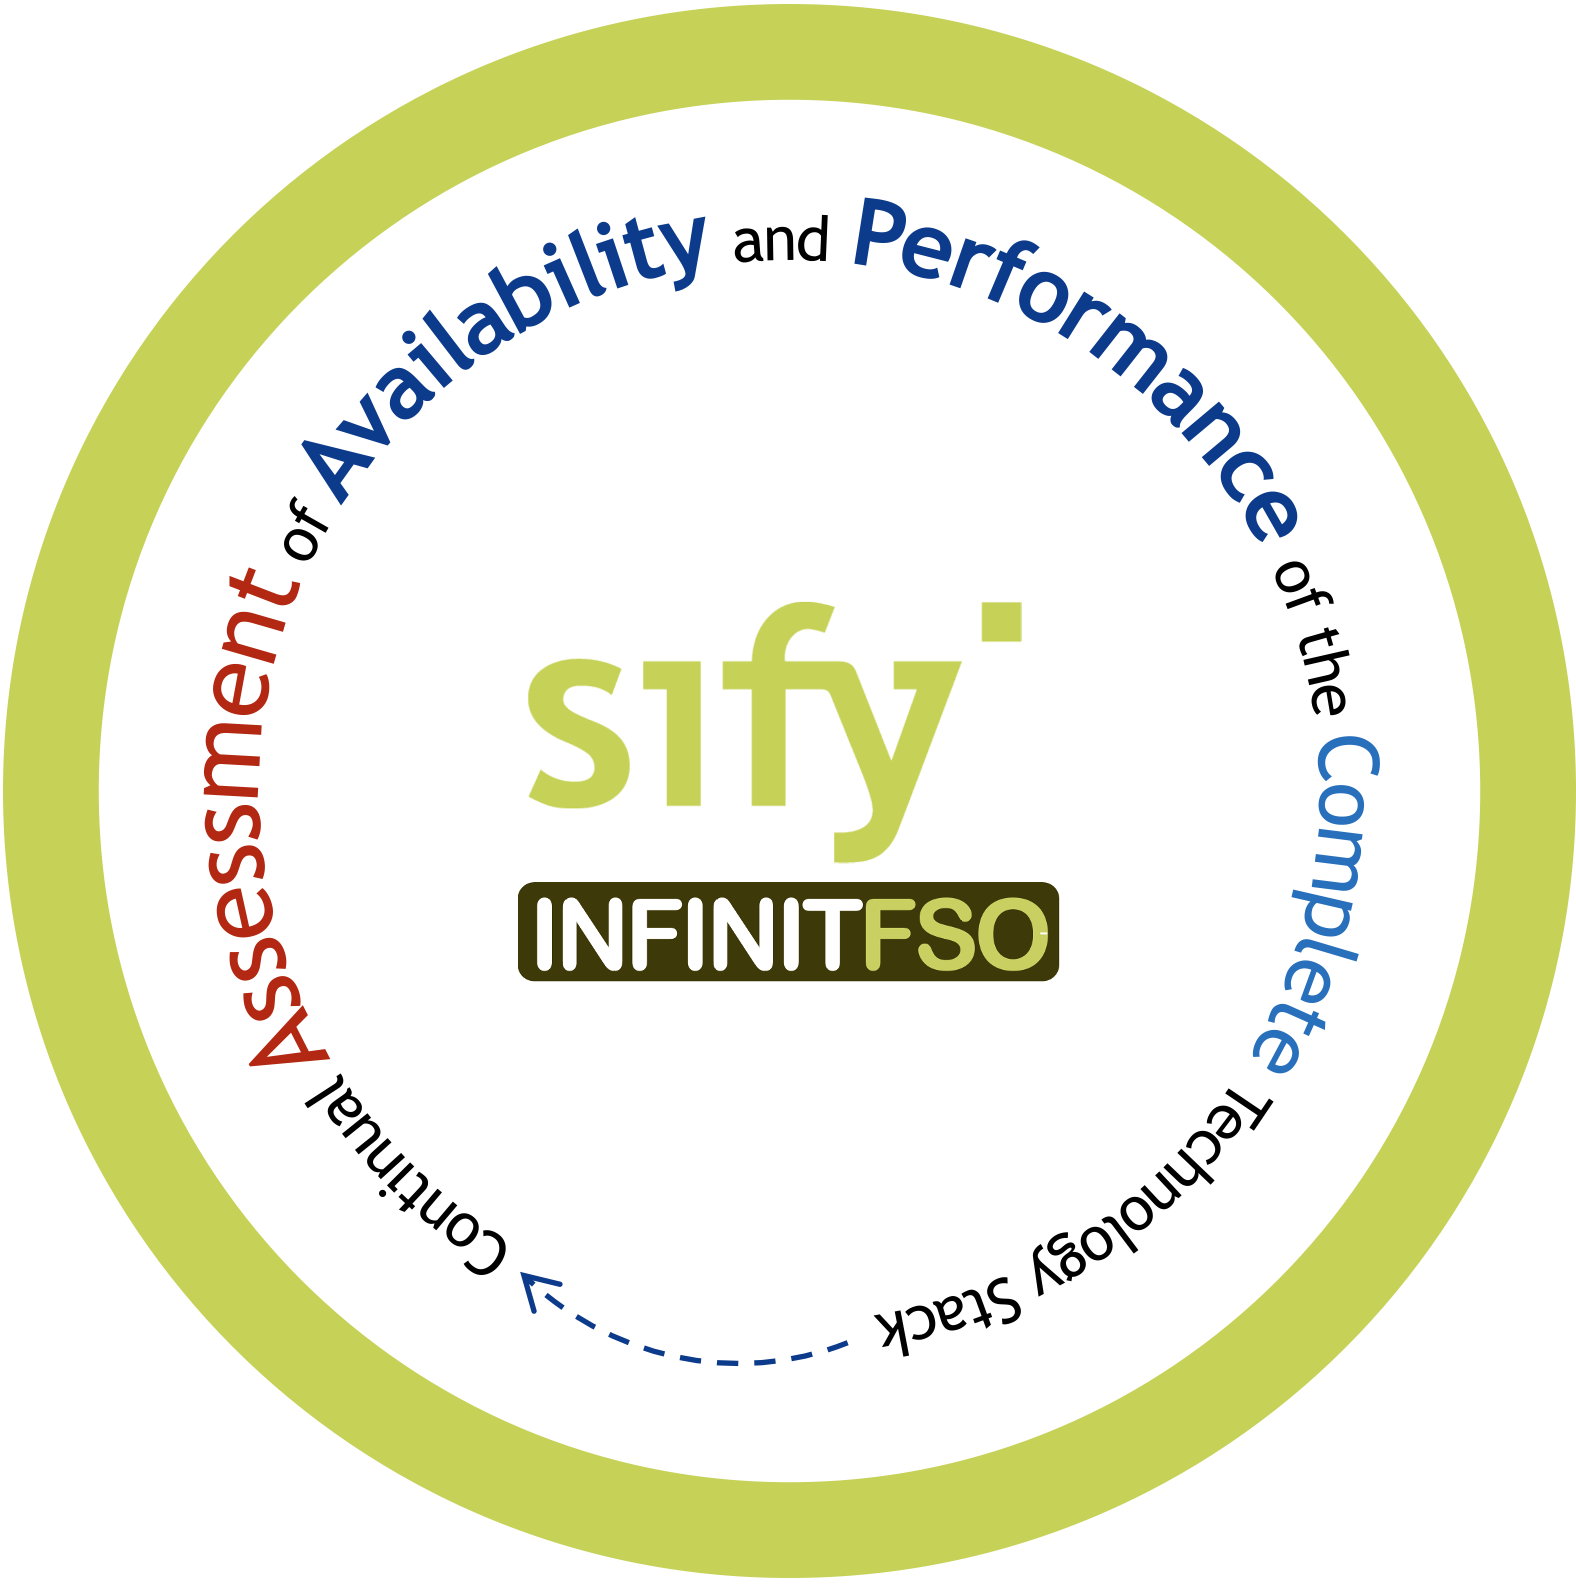 Continual Assessment of Availability and Performance of the Complete Technology Stack
sify
INFINITFSO